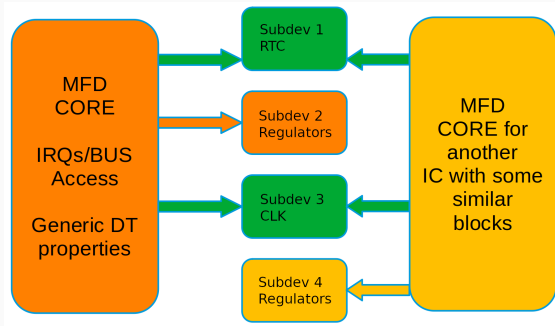 MFD
CORE
IRQs/BUS
Access
Generic DT
properties
Subdev 1
RTC
Subdev 2
Regulators
Subdev 3
CLK
Subdev 4
Regulators
MFD
CORE for
another
IC with some
similar
blocks